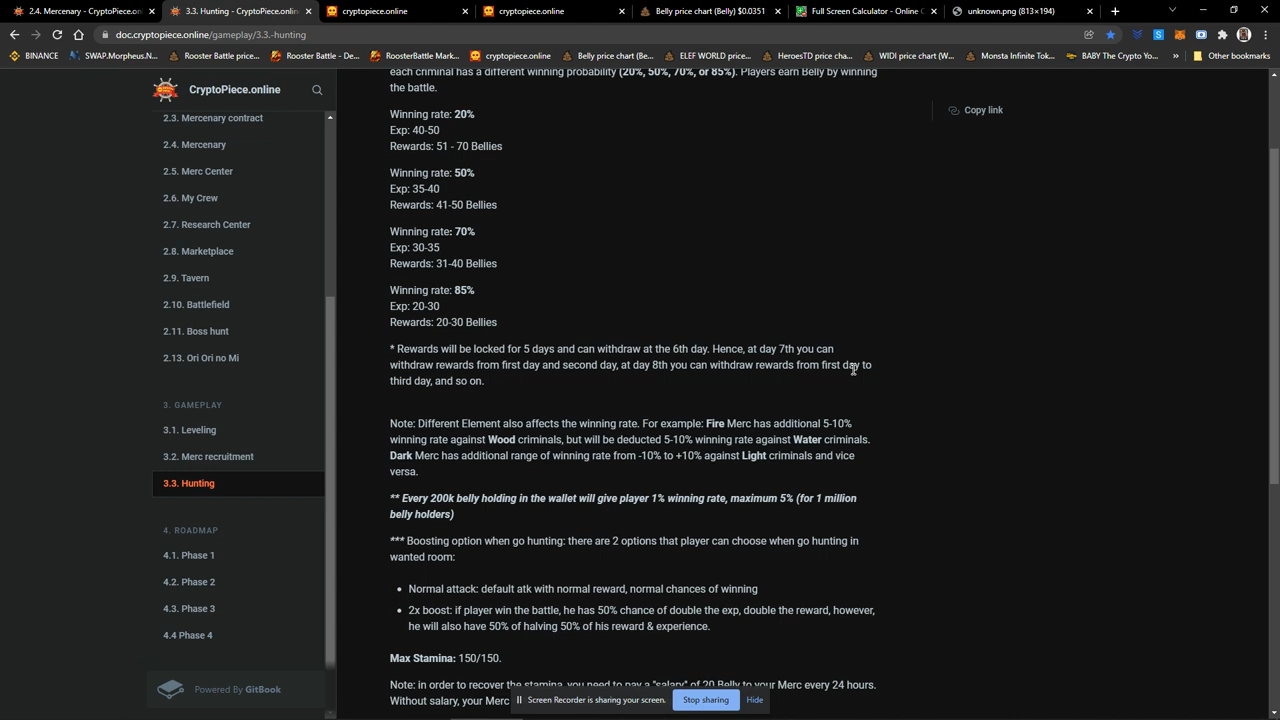 2.4. Mercenary - CryptoPiece.on
3.3. Hunting - CryptoPiece.onlin
cryptopiece.online
cryptopiece.online
Belly price chart (Belly) $0.0351
Full Screen Calculator - Online C
unknown.png (813×194)
doc.cryptopiece.online/gameplay/3.3.-hunting
BINANCE
SWAP.Morpheus.N...
Rooster Battle price...
Rooster Battle - De...
RoosterBattle Mark...
cryptopiece.online
Belly price chart (Be...
ELEF WORLD price...
HeroesTD price cha...
WIDI price chart (W...
Monsta Infinite Tok...
BABY The Crypto Yo...
Other bookmarks
CryptoPiece.online
2.3. Mercenary contract
2.4. Mercenary
2.5. Merc Center
2.6. My Crew
2.7. Research Center
2.8. Marketplace
2.9. Tavern
2.10. Battlefield
2.11. Boss hunt
2.13. Ori Ori no Mi
3. GAMEPLAY
3.1. Leveling
3.2. Merc recruitment
3.3. Hunting
4. ROADMAP
4.1. Phase 1
4.2. Phase 2
4.3. Phase 3
4.4 Phase 4
Powered By GitBook
each criminal has a different winning probability (20%, 50%, 70%, or 85%). Players earn Belly by winning
the battle.
Winning rate: 20%
Exp: 40-50
Rewards: 51 - 70 Bellies
Winning rate: 50%
Exp: 35-40
Rewards: 41-50 Bellies
Winning rate: 70%
Exp: 30-35
Rewards: 31-40 Bellies
Winning rate: 85%
Exp: 20-30
Rewards: 20-30 Bellies
* Rewards will be locked for 5 days and can withdraw at the 6th day. Hence, at day 7th you can
withdraw rewards from first day and second day, at day 8th you can withdraw rewards from first day to
third day, and so on.
Note: Different Element also affects the winning rate. For example: Fire Merc has additional 5-10%
winning rate against Wood criminals, but will be deducted 5-10% winning rate against Water criminals.
Dark Merc has additional range of winning rate from -10% to +10% against Light criminals and vice
versa.
** Every 200k belly holding in the wallet will give player 1% winning rate, maximum 5% (for 1 million
belly holders)
*** Boosting option when go hunting: there are 2 options that player can choose when go hunting in
wanted room:
• Normal attack: default atk with normal reward, normal chances of winning
• 2x boost: if player win the battle, he has 50% chance of double the exp, double the reward, however,
he will also have 50% of halving 50% of his reward & experience.
Max Stamina: 150/150.
Note: in order to recover the stamina, you need to pay a "salary" of 20 Belly to your Merc every 24 hours.
Without salary, your Merc
Copy link
Screen Recorder is sharing your screen.
Stop sharing
Hide